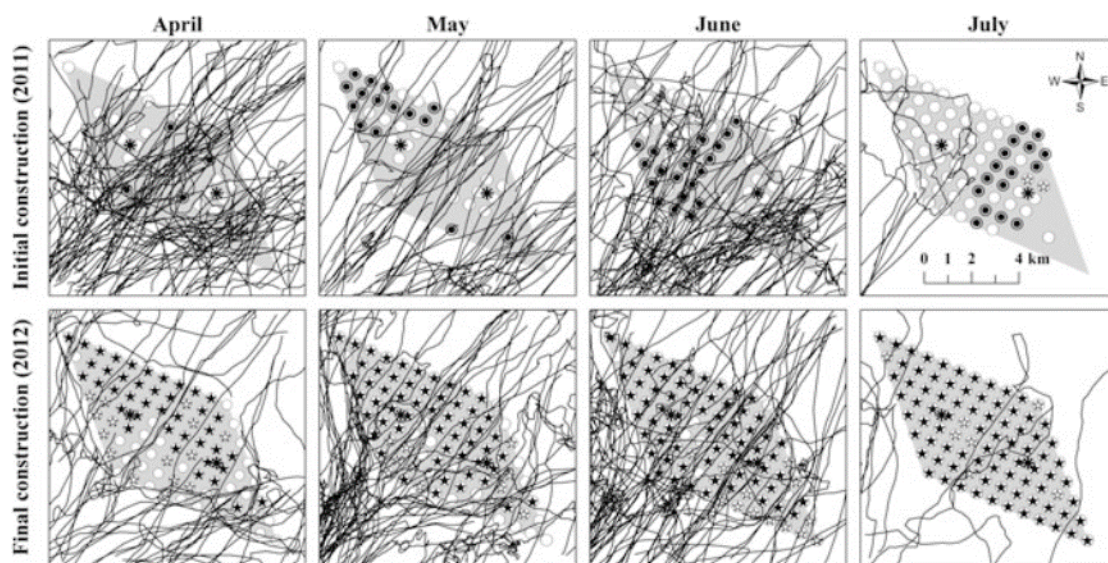 April May June July
Initial construction (2011)
N
W E
S
0 1 2 4 km
Final construction (2012)